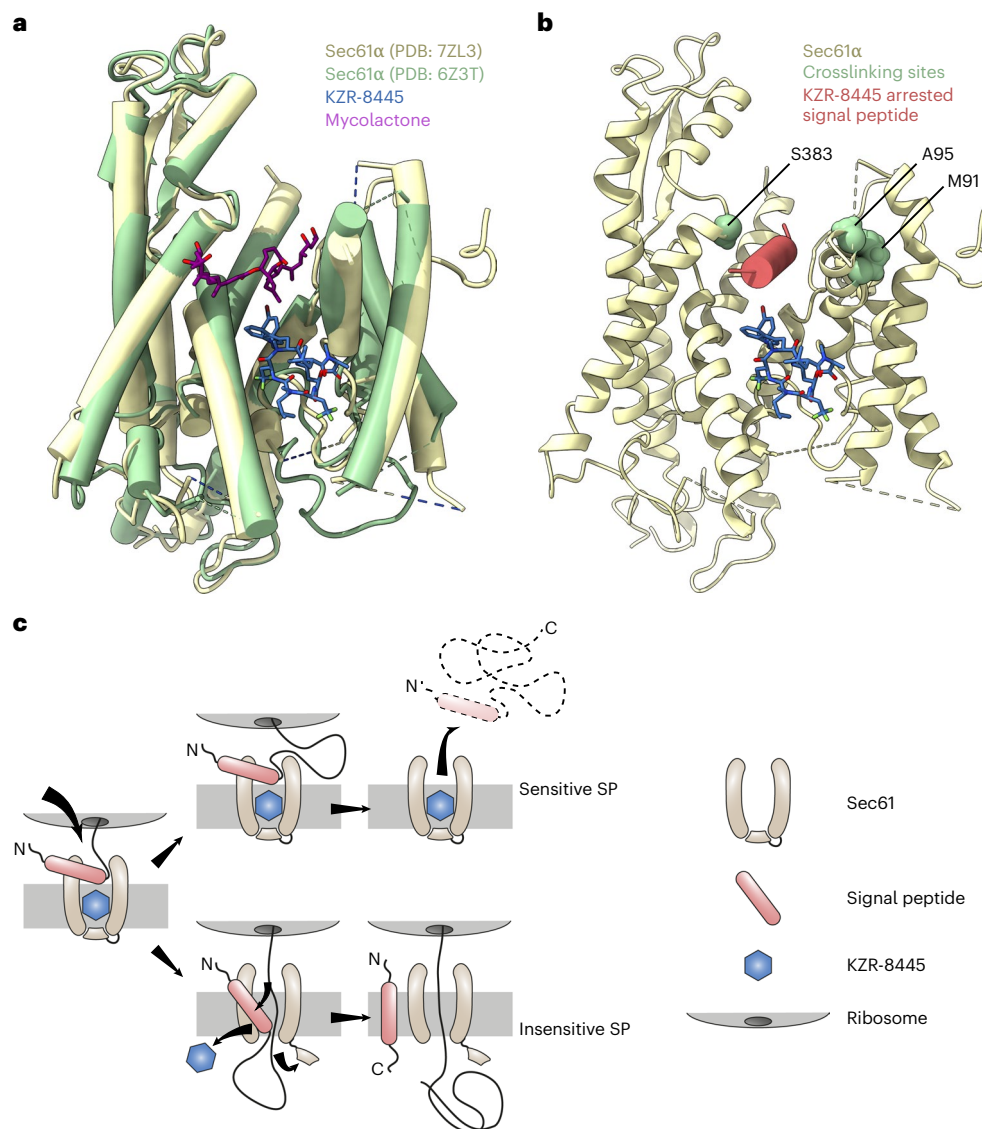 a
Sec61α (PDB: 7ZL3)
Sec61α (PDB: 6Z3T)
KZR-8445
Mycolactone
b
Sec61α
Crosslinking sites
KZR-8445 arrested
signal peptide
S383
A95
M91
c
N
N
N
C
Sensitive SP
N
N
C
Insensitive SP
Sec61
Signal peptide
KZR-8445
Ribosome